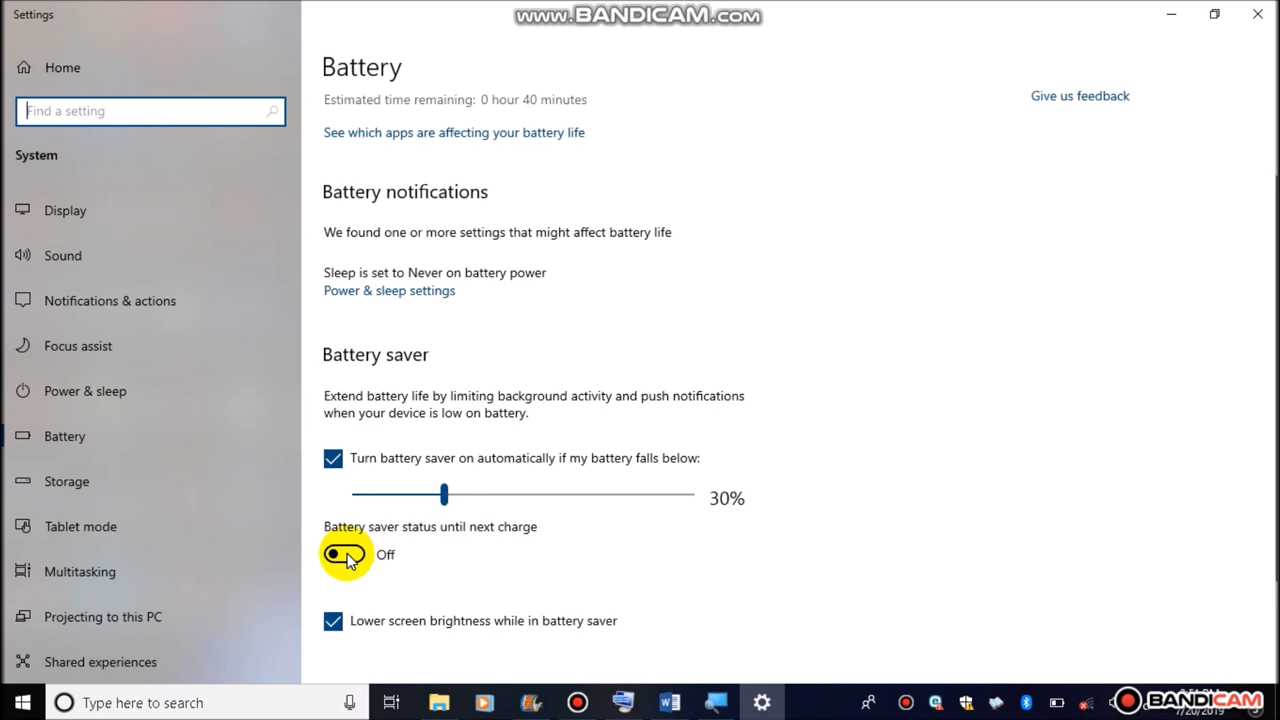 Settings
www.BANDICAM.com
Home
Find a setting
System
Display
Sound
Notifications & actions
Focus assist
Power & sleep
Battery
Storage
Tablet mode
Multitasking
Projecting to this PC
Shared experiences
Battery
Estimated time remaining: 0 hour 40 minutes
See which apps are affecting your battery life
Give us feedback
Battery notifications
We found one or more settings that might affect battery life
Sleep is set to Never on battery power
Power & sleep settings
Battery saver
Extend battery life by limiting background activity and push notifications
when your device is low on battery.
Turn battery saver on automatically if my battery falls below:
30%
Battery saver status until next charge
Off
Lower screen brightness while in battery saver
Type here to search
BANDICAM
7/20/2019